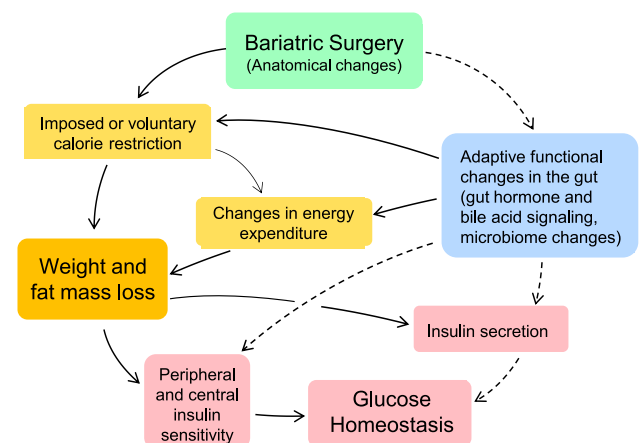 Bariatric Surgery
(Anatomical changes)
Imposed or voluntary
calorie restriction
Adaptive functional
changes in the gut
(gut hormone and
bile acid signaling,
microbiome changes)
Changes in energy
expenditure
Weight and
fat mass loss
Insulin secretion
Peripheral
and central
insulin
sensitivity
Glucose
Homeostasis